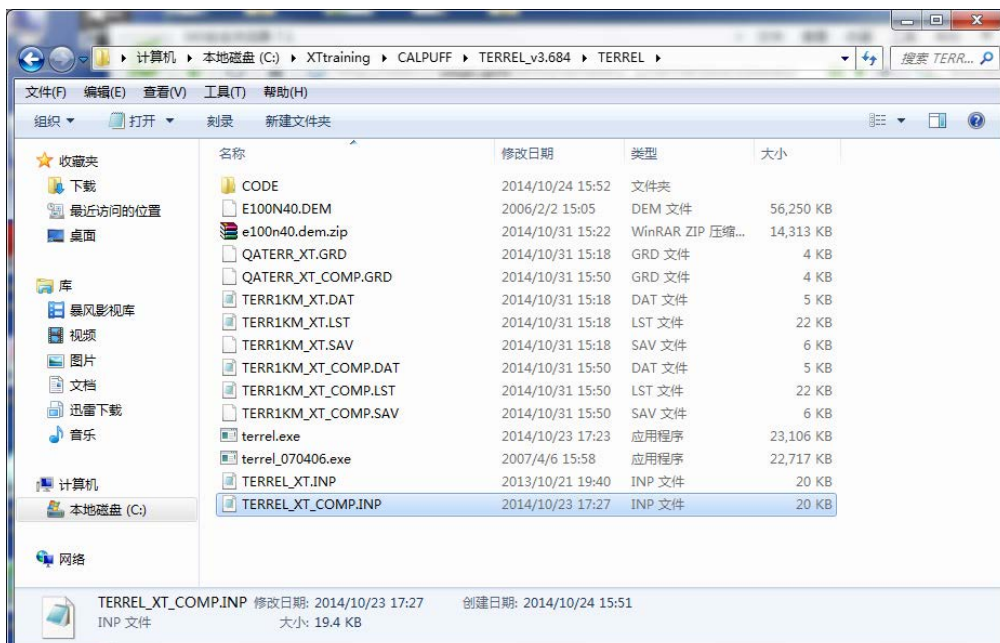 计算机 ▸ 本地磁盘 (C:) ▸ XTtraining ▸ CALPUFF ▸ TERREL_v3.684 ▸ TERREL ▸ 搜索 TERR...
文件(F) 编辑(E) 查看(V) 工具(T) 帮助(H)
组织 打开 刻录 新建文件夹
收藏夹
下载
最近访问的位置
桌面
库
暴风影视库
视频
图片
文档
迅雷下载
音乐
计算机
本地磁盘 (C:)
网络
名称 修改日期 类型 大小
CODE 2014/10/24 15:52 文件夹
E100N40.DEM 2006/2/2 15:05 DEM 文件 56,250 KB
e100n40.dem.zip 2014/10/31 15:22 WinRAR ZIP 压缩... 14,313 KB
QATERR_XT.GRD 2014/10/31 15:18 GRD 文件 4 KB
QATERR_XT_COMP.GRD 2014/10/31 15:50 GRD 文件 4 KB
TERR1KM_XT.DAT 2014/10/31 15:18 DAT 文件 5 KB
TERR1KM_XT.LST 2014/10/31 15:18 LST 文件 22 KB
TERR1KM_XT.SAV 2014/10/31 15:18 SAV 文件 6 KB
TERR1KM_XT_COMP.DAT 2014/10/31 15:50 DAT 文件 5 KB
TERR1KM_XT_COMP.LST 2014/10/31 15:50 LST 文件 22 KB
TERR1KM_XT_COMP.SAV 2014/10/31 15:50 SAV 文件 6 KB
terrel.exe 2014/10/23 17:23 应用程序 23,106 KB
terrel_070406.exe 2007/4/6 15:58 应用程序 22,717 KB
TERREL_XT.INP 2013/10/21 19:40 INP 文件 20 KB
TERREL_XT_COMP.INP 2014/10/23 17:27 INP 文件 20 KB
TERREL_XT_COMP.INP 修改日期: 2014/10/23 17:27 创建日期: 2014/10/24 15:51
INP 文件 大小: 19.4 KB